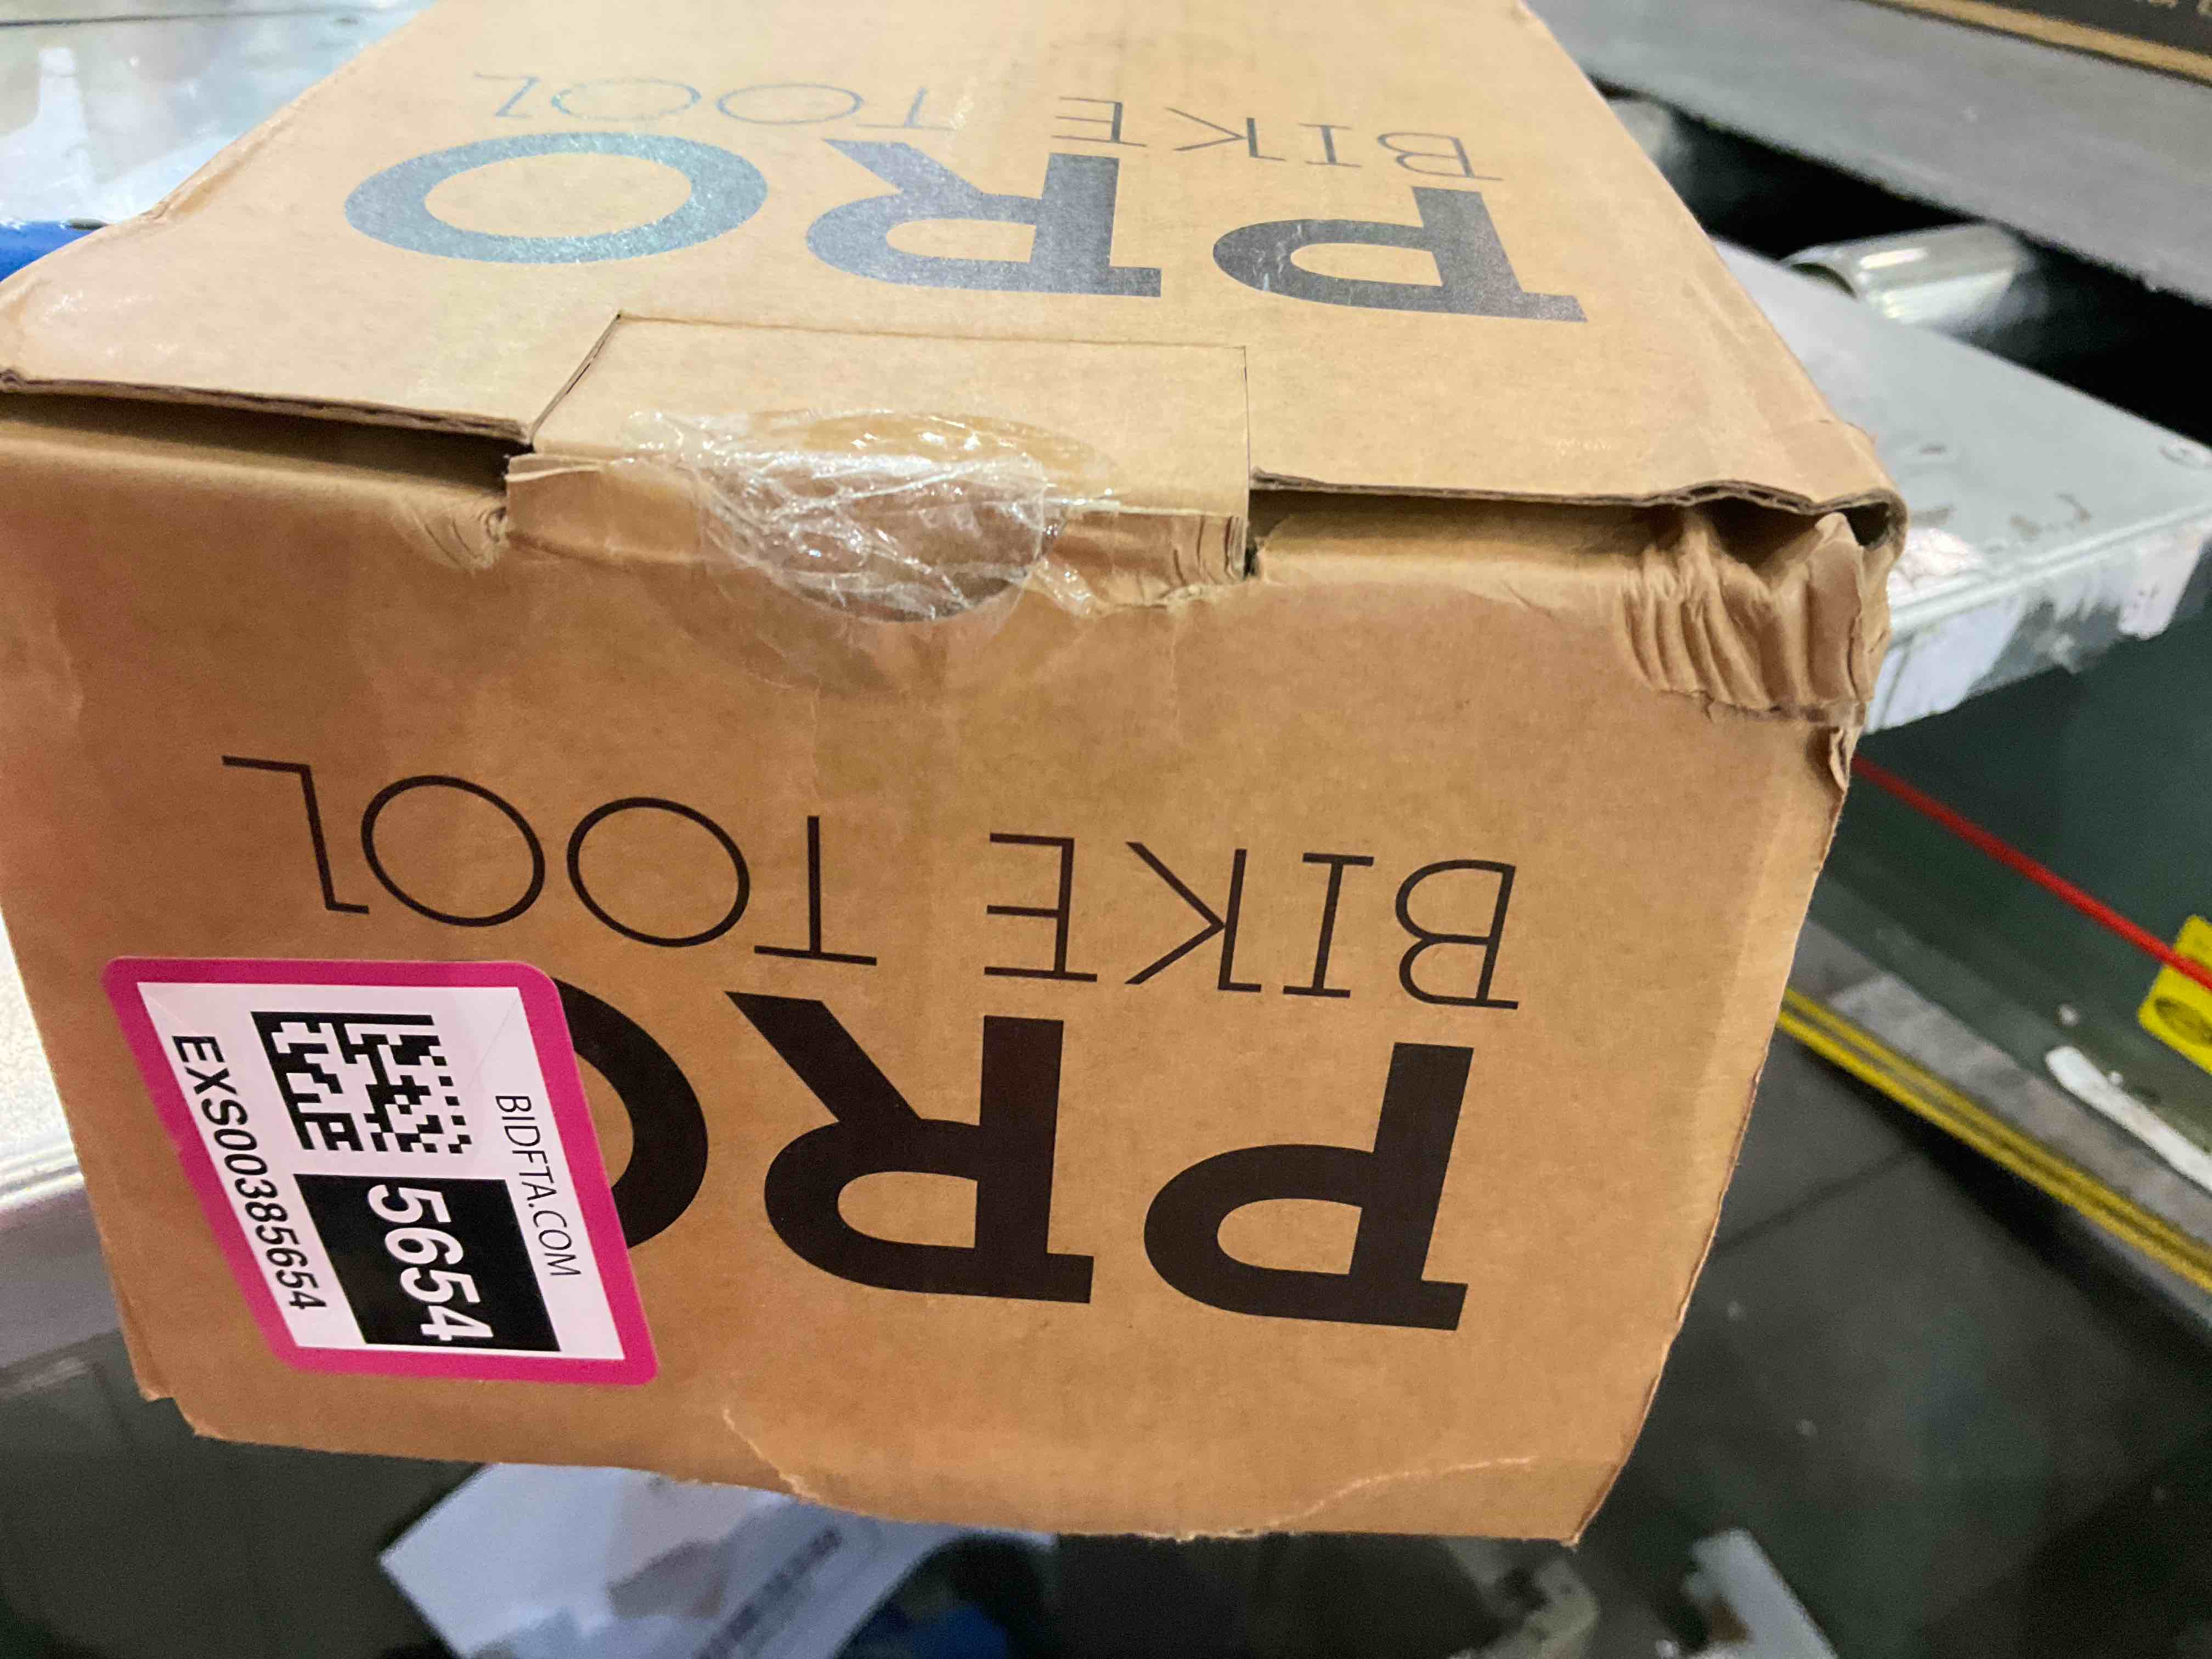 PRO
BIKE TOOL
PRO
BIKE TOOL
BIDFTA.COM
5654
EXS00385654